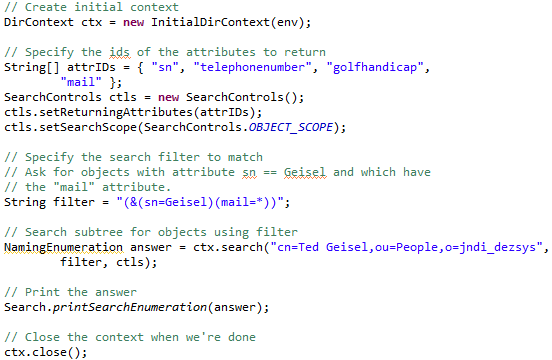 // Create initial context
DirContext ctx = new InitialDirContext(env);
// Specify the ids of the attributes to return
String[] attrIDs = { "sn", "telephonenumber", "golfhandicap",
"mail" };
SearchControls ctls = new SearchControls();
ctls.setReturningAttributes(attrIDs);
ctls.setSearchScope(SearchControls.OBJECT_SCOPE);
// Specify the search filter to match
// Ask for objects with attribute sn == Geisel and which have
// the "mail" attribute.
String filter = "(&(sn=Geisel)(mail=*))";
// Search subtree for objects using filter
NamingEnumeration answer = ctx.search("cn=Ted Geisel,ou=People,o=jndi_dezsys",
filter, ctls);
// Print the answer
Search.printSearchEnumeration(answer);
// Close the context when we're done
ctx.close();